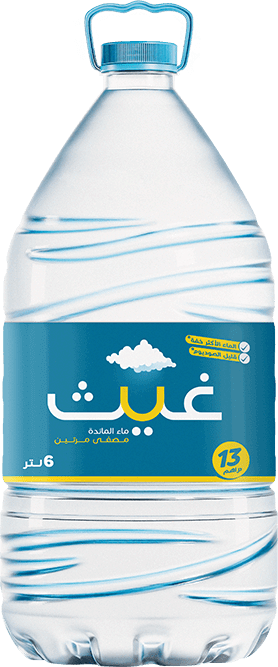 الماء الأكثر خفة*
قليل الصوديوم*
غيث
ماء المائدة
مصفى مرتين
6 لتر
13
درهم